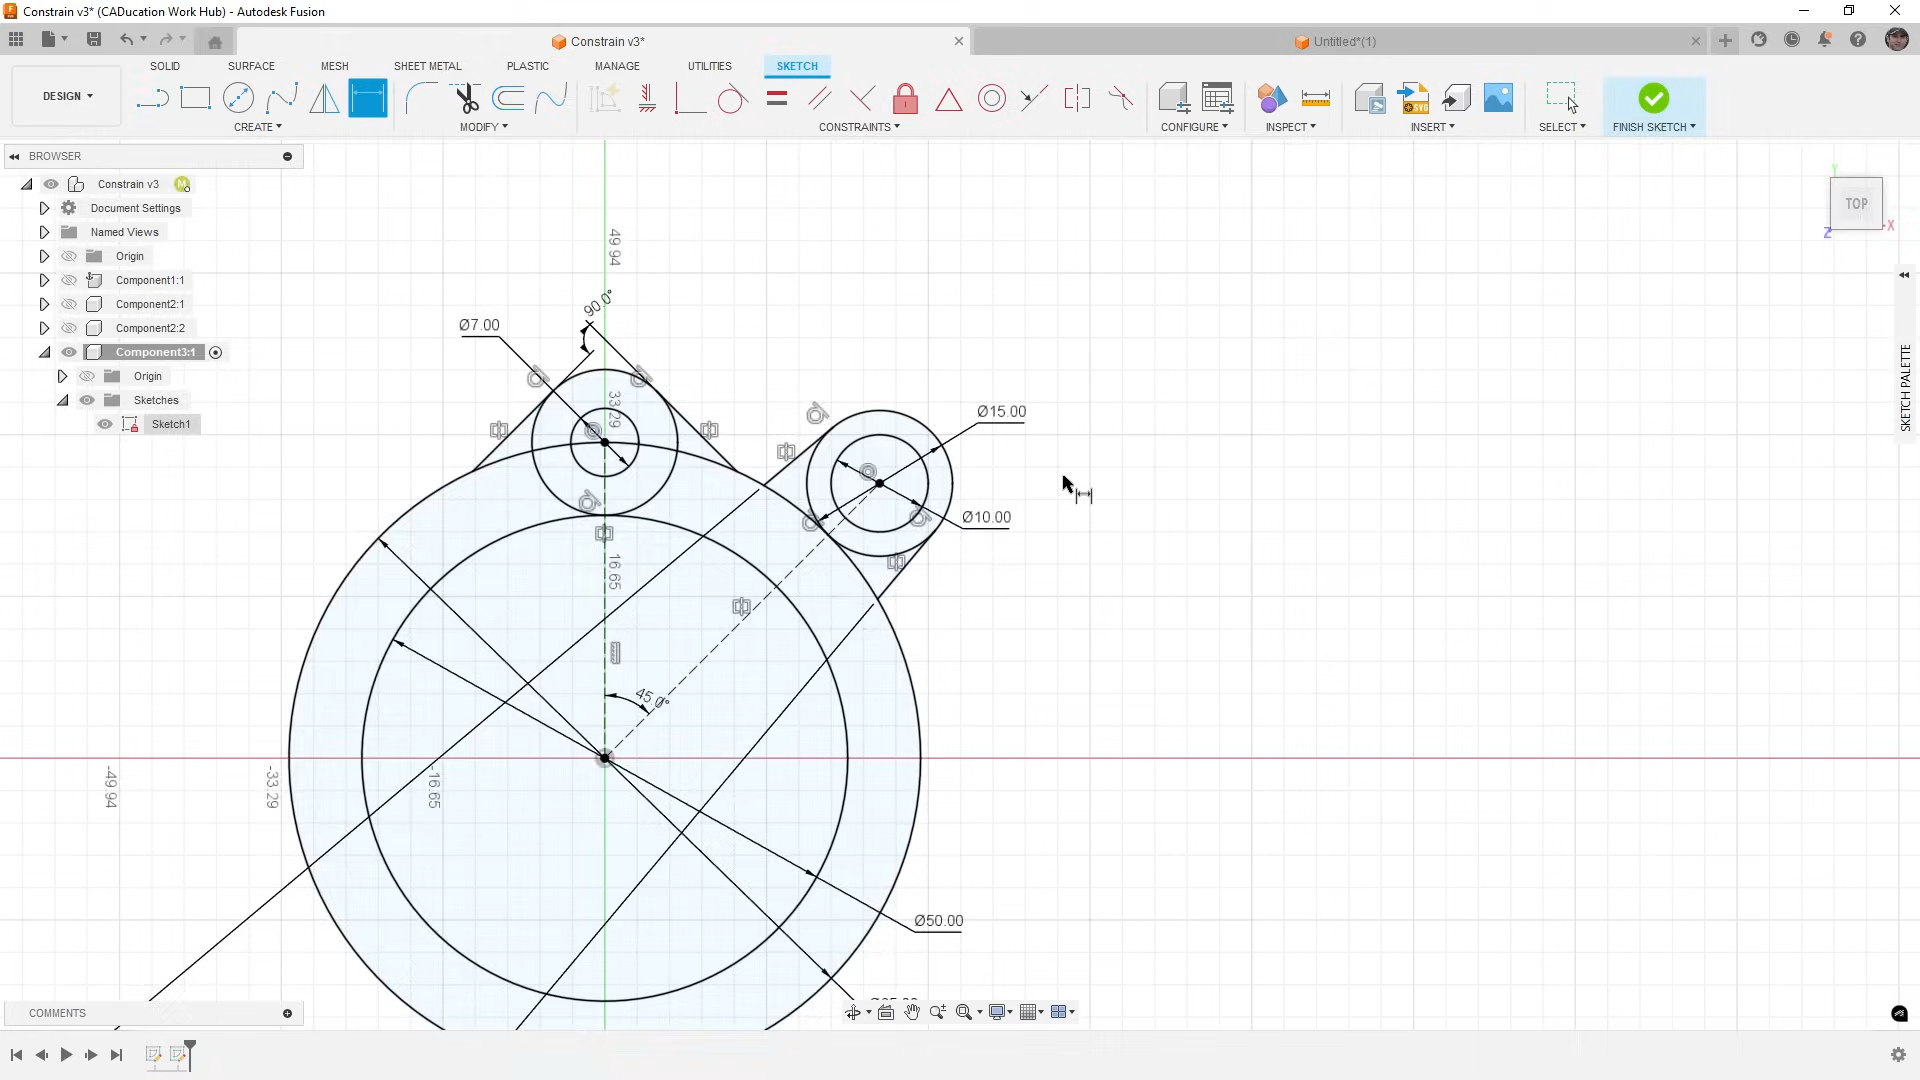 Constrain v3* (CADucation Work Hub) - Autodesk Fusion
Constrain v3*
Untitled*(1)
SOLID SURFACE MESH SHEET METAL PLASTIC MANAGE UTILITIES SKETCH
DESIGN
CREATE MODIFY CONSTRAINTS CONFIGURE INSPECT INSERT SELECT FINISH SKETCH
SVG
BROWSER
Constrain v3
M
Document Settings
Named Views
Origin
Component1:1
Component2:1
Component2:2
Component3:1
Origin
Sketches
Sketch1
Y
TOP
X
Z
SKETCH PALETTE
49.94
90.0°
Ø7.00
33.29
Ø15.00
Ø10.00
16.65
45.0°
-49.94
-33.29
-16.65
Ø50.00
COMMENTS